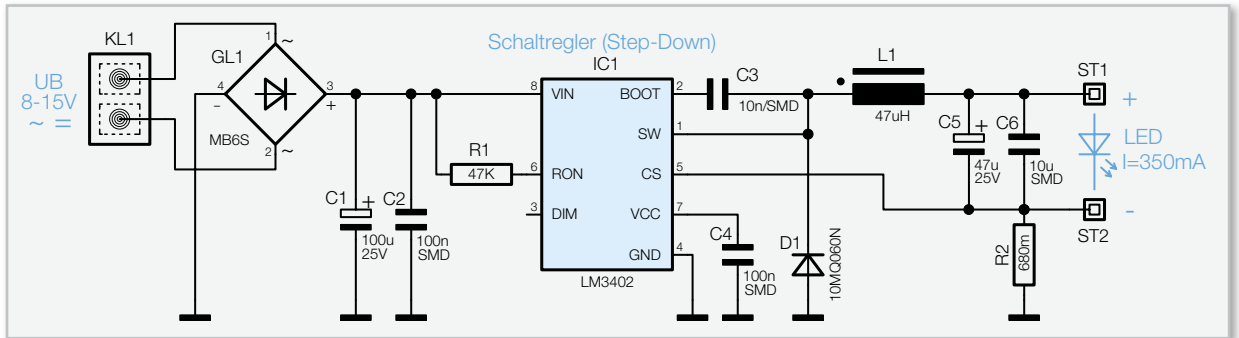 KL1
UB
8-15V
~ =
GL1
1
~
4
-
3
+
MB6S
2
~
C1
+
100u
25V
C2
100n
SMD
R1
47K
Schaltregler (Step-Down)
IC1
8
VIN
BOOT
2
SW
1
6
RON
CS
5
3
DIM
VCC
7
GND
4
LM3402
C3
10n/SMD
C4
100n
SMD
D1
10MQ060N
L1
47uH
C5
+
47u
25V
C6
10u
SMD
R2
680m
ST1
+
LED
I=350mA
-
ST2